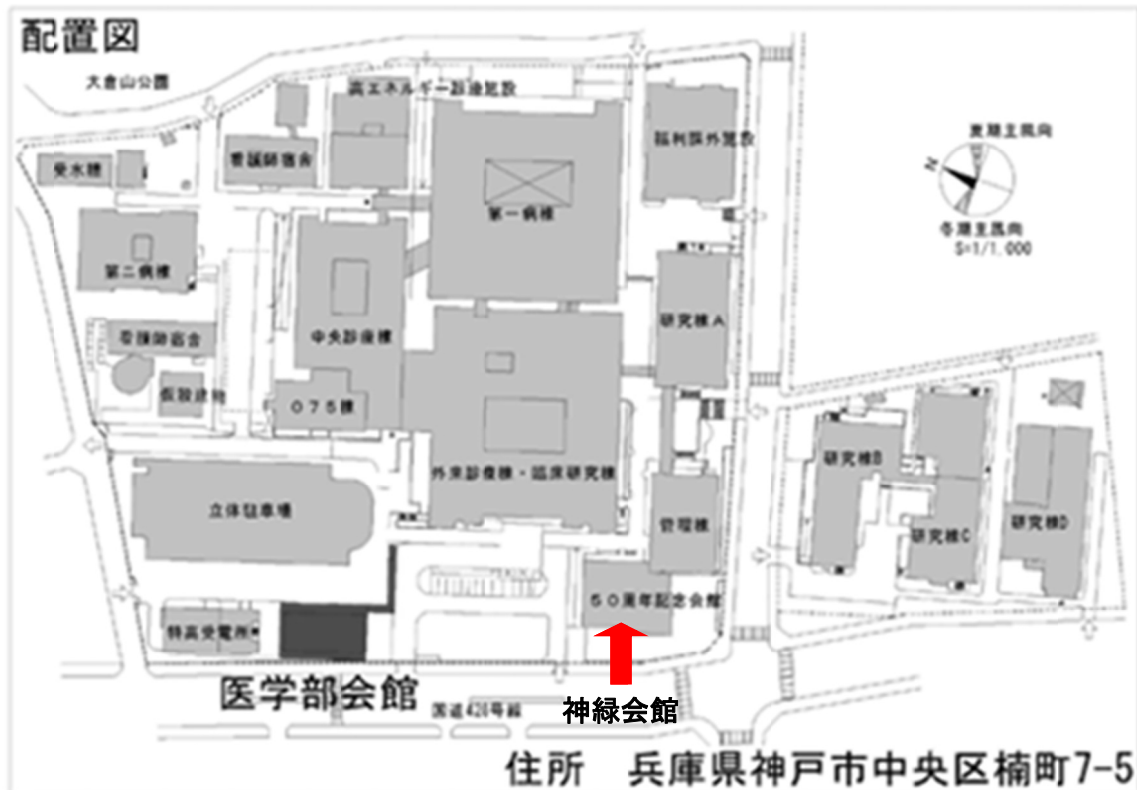 配置図
大倉山公園
高エネルギー診療施設
看護師宿舎
福利厚外施設
夏期主風向
受水槽
N
第一病棟
冬期主風向
S=1/1,000
第二病棟
研究棟A
看護師宿舎
中央診療棟
仮設建物
075棟
研究棟B
外来診療棟・臨床研究棟
立体駐車場
管理棟
研究棟C
研究棟D
50周年記念会館
特高受電所
医学部会館
国道428号線
神緑会館
住所　兵庫県神戸市中央区楠町7-5